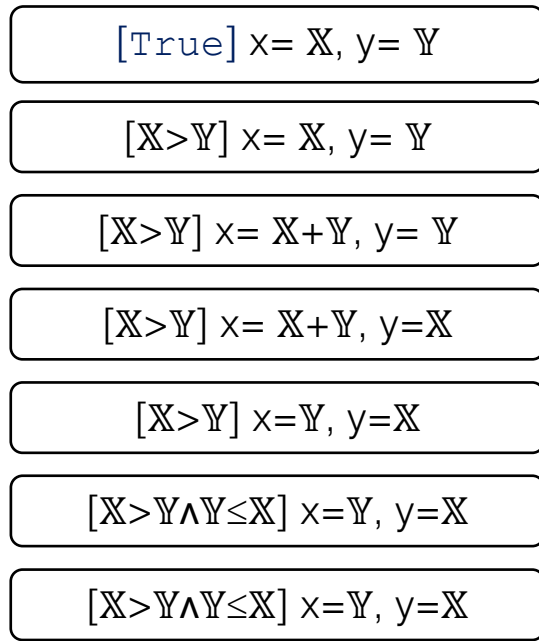 [True] x= 𝕏, y= 𝕐
[𝕏>𝕐] x= 𝕏, y= 𝕐
[𝕏>𝕐] x= 𝕏+𝕐, y= 𝕐
[𝕏>𝕐] x= 𝕏+𝕐, y=𝕏
[𝕏>𝕐] x=𝕐, y=𝕏
[𝕏>𝕐∧𝕐≤𝕏] x=𝕐, y=𝕏
[𝕏>𝕐∧𝕐≤𝕏] x=𝕐, y=𝕏